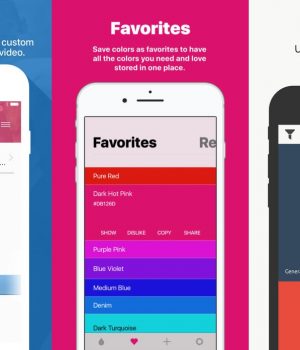 custom
video.
Favorites
Save colors as favorites to have
all the colors you need and love
stored in one place.
Favorites
Re
Pure Red
Dark Hot Pink
#DB126D
SHOW DISLIKE COPY SHARE
Purple Pink
Blue Violet
Medium Blue
Denim
Dark Turquoise
U
Gener